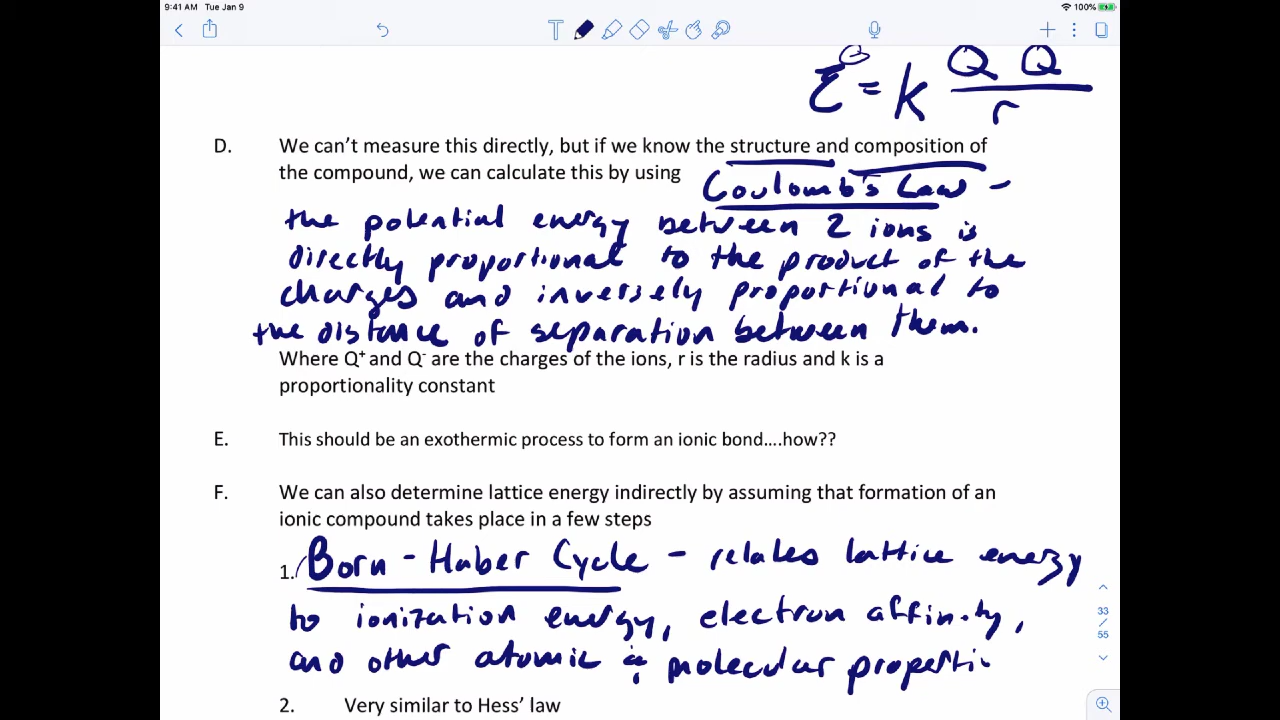 9:41 AM Tue Jan 9
100%
E = k Q Q / r
D. We can't measure this directly, but if we know the structure and composition of
the compound, we can calculate this by using Coulomb's Law -
the potential energy between 2 ions is
directly proportional to the product of the
charges and inversely proportional to
the distance of separation between them.
Where Q⁺ and Q⁻ are the charges of the ions, r is the radius and k is a
proportionality constant
E. This should be an exothermic process to form an ionic bond….how??
F. We can also determine lattice energy indirectly by assuming that formation of an
ionic compound takes place in a few steps
1. Born - Haber Cycle - relates lattice energy
to ionization energy, electron affinity,
and other atomic & molecular properti
2. Very similar to Hess' law
33
/
55